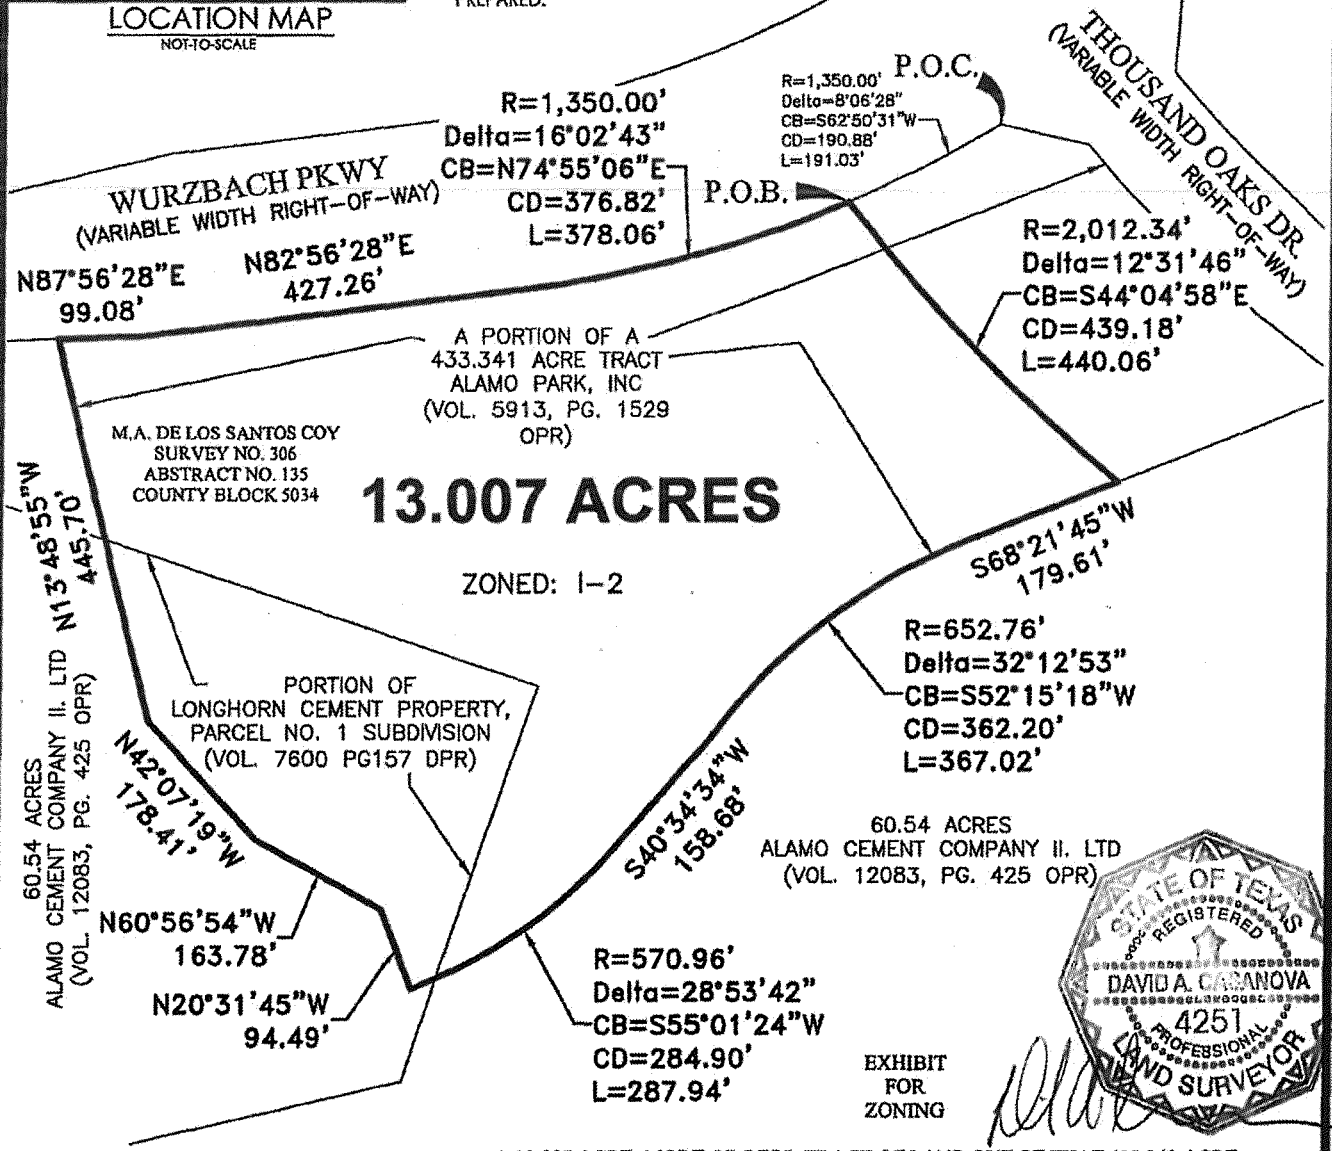 PREPARED:
LOCATION MAP
NOT-TO-SCALE
THOUSAND OAKS DR.
(VARIABLE WIDTH RIGHT-OF-WAY)
P.O.C.
R=1,350.00'
Delta=8°06'28"
CB=S62°50'31"W
CD=190.88'
L=191.03'
R=1,350.00'
Delta=16°02'43"
CB=N74°55'06"E
CD=376.82'
L=378.06'
P.O.B.
WURZBACH PKWY
(VARIABLE WIDTH RIGHT-OF-WAY)
N87°56'28"E
99.08'
N82°56'28"E
427.26'
R=2,012.34'
Delta=12°31'46"
CB=S44°04'58"E
CD=439.18'
L=440.06'
A PORTION OF A
433.341 ACRE TRACT
ALAMO PARK, INC
(VOL. 5913, PG. 1529
OPR)
M.A. DE LOS SANTOS COY
SURVEY NO. 306
ABSTRACT NO. 135
COUNTY BLOCK 5034
13.007 ACRES
ZONED: I-2
N13°48'55"W
445.70'
S68°21'45"W
179.61'
R=652.76'
Delta=32°12'53"
CB=S52°15'18"W
CD=362.20'
L=367.02'
PORTION OF
LONGHORN CEMENT PROPERTY,
PARCEL NO. 1 SUBDIVISION
(VOL. 7600 PG157 DPR)
60.54 ACRES
ALAMO CEMENT COMPANY II. LTD
(VOL. 12083, PG. 425 OPR)
N42°07'19"W
178.41'
S40°34'34"W
158.68'
60.54 ACRES
ALAMO CEMENT COMPANY II. LTD
(VOL. 12083, PG. 425 OPR)
N60°56'54"W
163.78'
N20°31'45"W
94.49'
R=570.96'
Delta=28°53'42"
CB=S55°01'24"W
CD=284.90'
L=287.94'
EXHIBIT
FOR
ZONING
STATE OF TEXAS
REGISTERED
DAVID A. CASANOVA
4251
PROFESSIONAL
LAND SURVEYOR